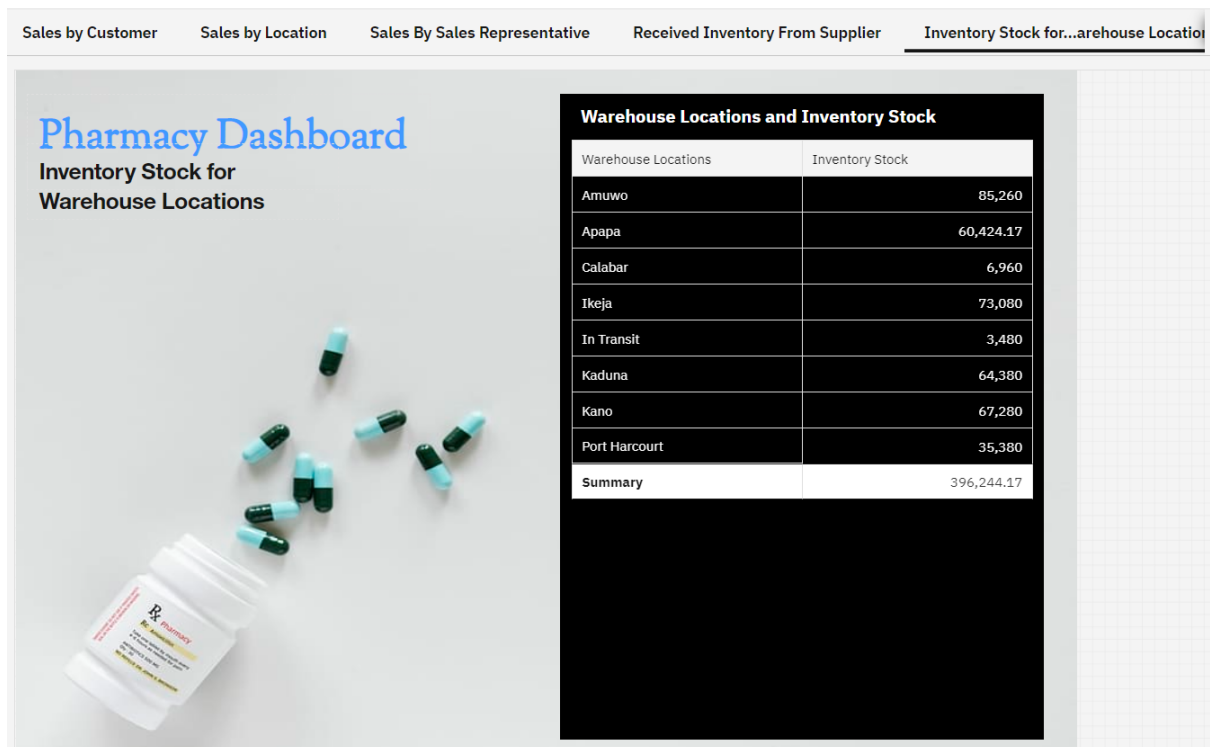 Sales by Customer Sales by Location Sales By Sales Representative Received Inventory From Supplier Inventory Stock for...arehouse Location
Pharmacy Dashboard
Inventory Stock for
Warehouse Locations
Warehouse Locations and Inventory Stock
Warehouse Locations Inventory Stock
Amuwo 85,260
Apapa 60,424.17
Calabar 6,960
Ikeja 73,080
In Transit 3,480
Kaduna 64,380
Kano 67,280
Port Harcourt 35,380
Summary 396,244.17
Rx Pharmacy